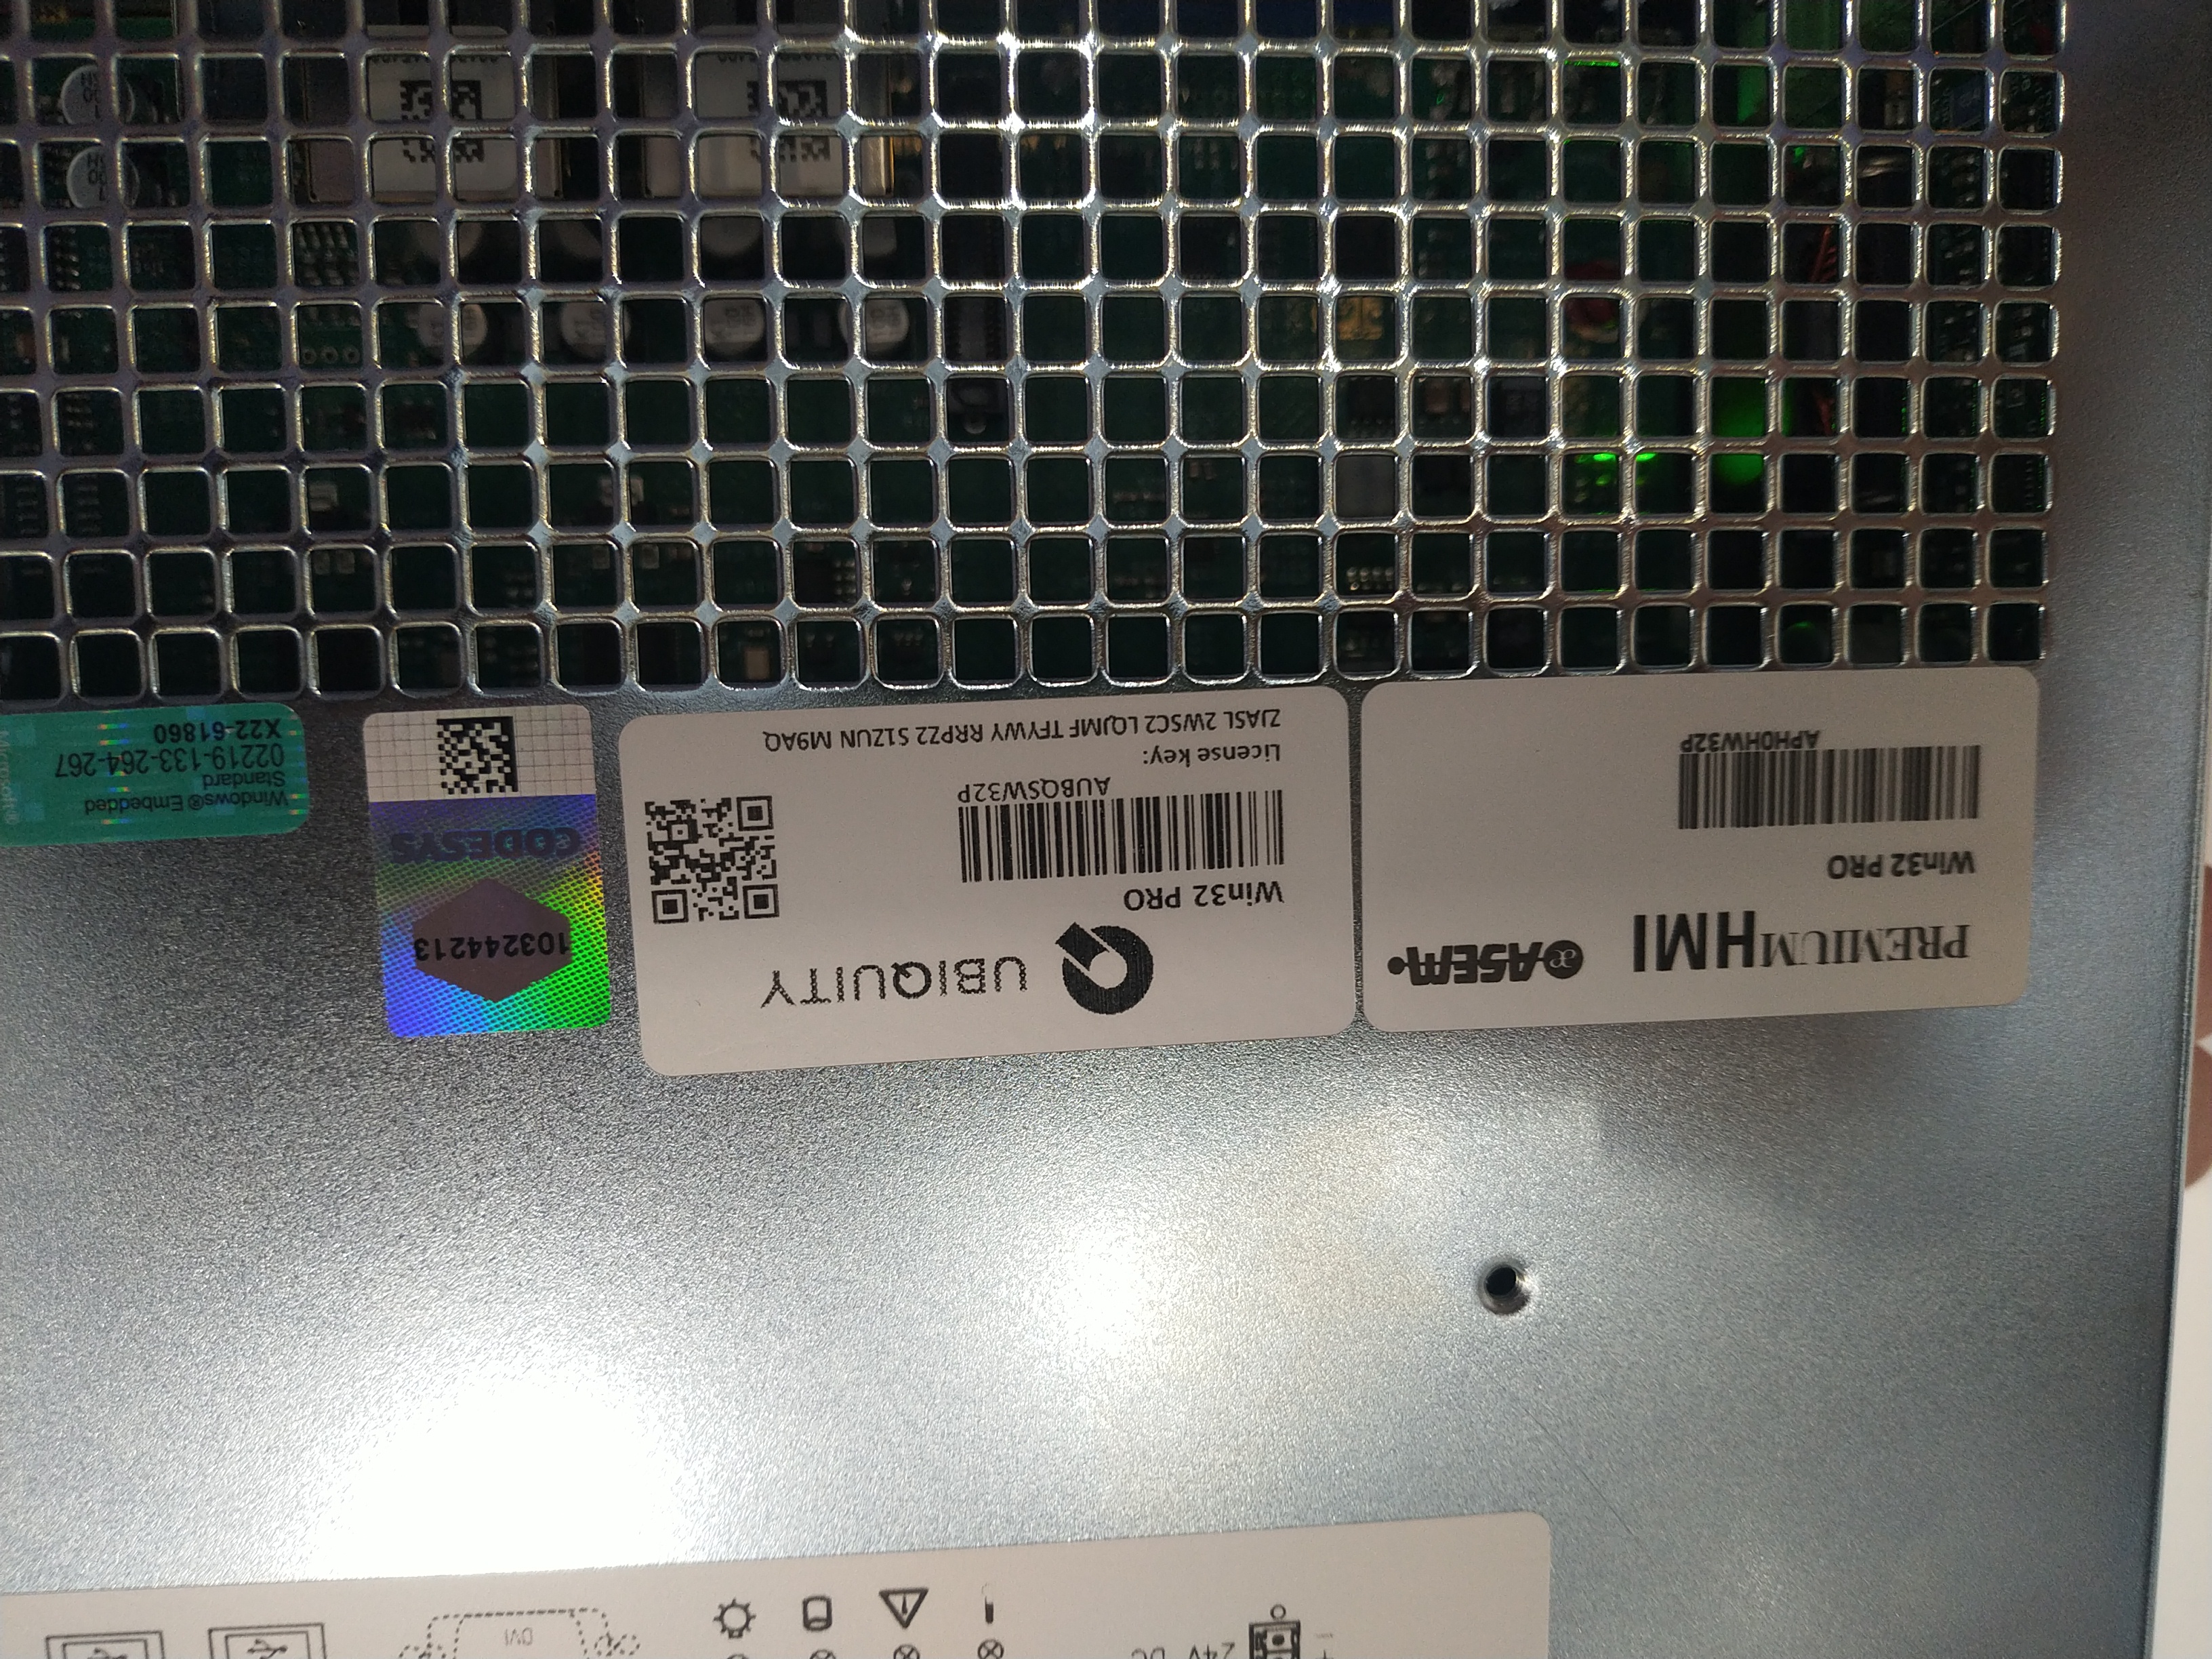 24V DC
DVI
PREMIUM HMI
ASEM
Win32 PRO
APH0HW32P
UBIQUITY
Win32 PRO
AUBQSW32P
License key:
ZJASL 2WSC2 LQJMF TFYWY RRPZ2 S1ZUN M9AQ
103244213
CODESYS
Windows® Embedded
Standard
02219-133-264-267
X22-61860